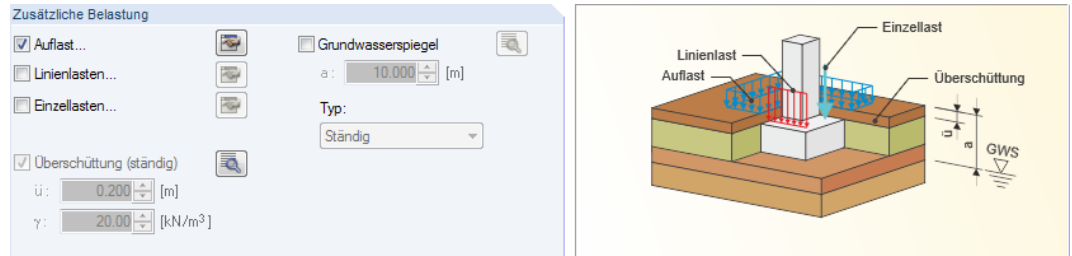 Zusätzliche Belastung
Auflast...
Linienlasten...
Einzellasten...
Überschüttung (ständig)
ü: 0.200 [m]
γ: 20.00 [kN/m³]
Grundwasserspiegel
a: 10.000 [m]
Typ:
Ständig
Einzellast
Linienlast
Auflast
Überschüttung
ü
a
GWS